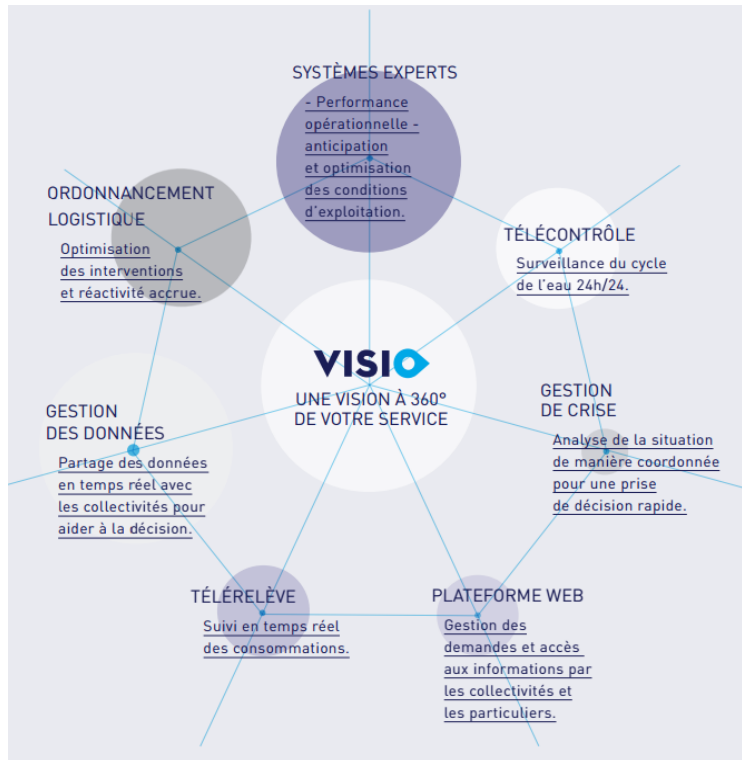 SYSTÈMES EXPERTS
- Performance
opérationnelle -
anticipation
et optimisation
des conditions
d'exploitation.
ORDONNANCEMENT
LOGISTIQUE
Optimisation
des interventions
et réactivité accrue.
TÉLÉCONTRÔLE
Surveillance du cycle
de l'eau 24h/24.
VISIO
UNE VISION À 360°
DE VOTRE SERVICE
GESTION
DE CRISE
Analyse de la situation
de manière coordonnée
pour une prise
de décision rapide.
GESTION
DES DONNÉES
Partage des données
en temps réel avec
les collectivités pour
aider à la décision.
TÉLÉRELÈVE
Suivi en temps réel
des consommations.
PLATEFORME WEB
Gestion des
demandes et accès
aux informations par
les collectivités et
les particuliers.